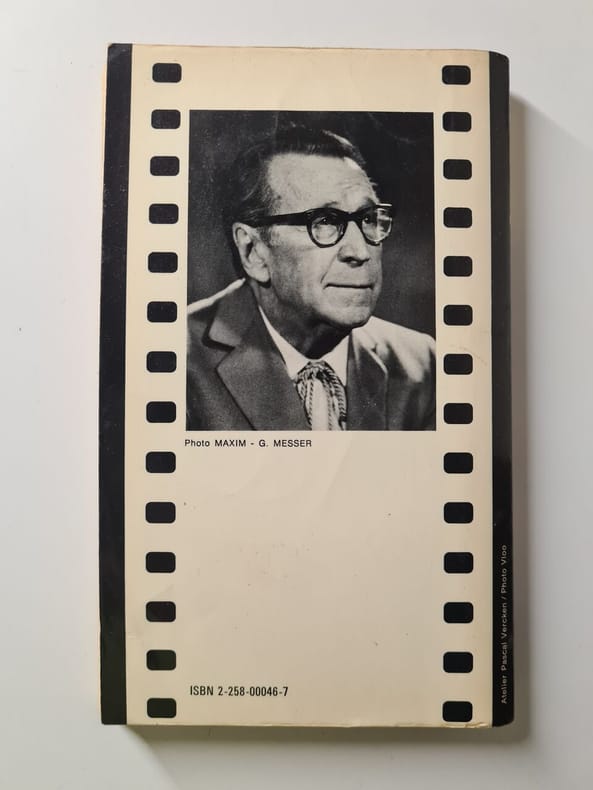 Photo MAXIM - G. MESSER
ISBN 2-258-00046-7
Atelier Pascal Vercken / Photo Vloo